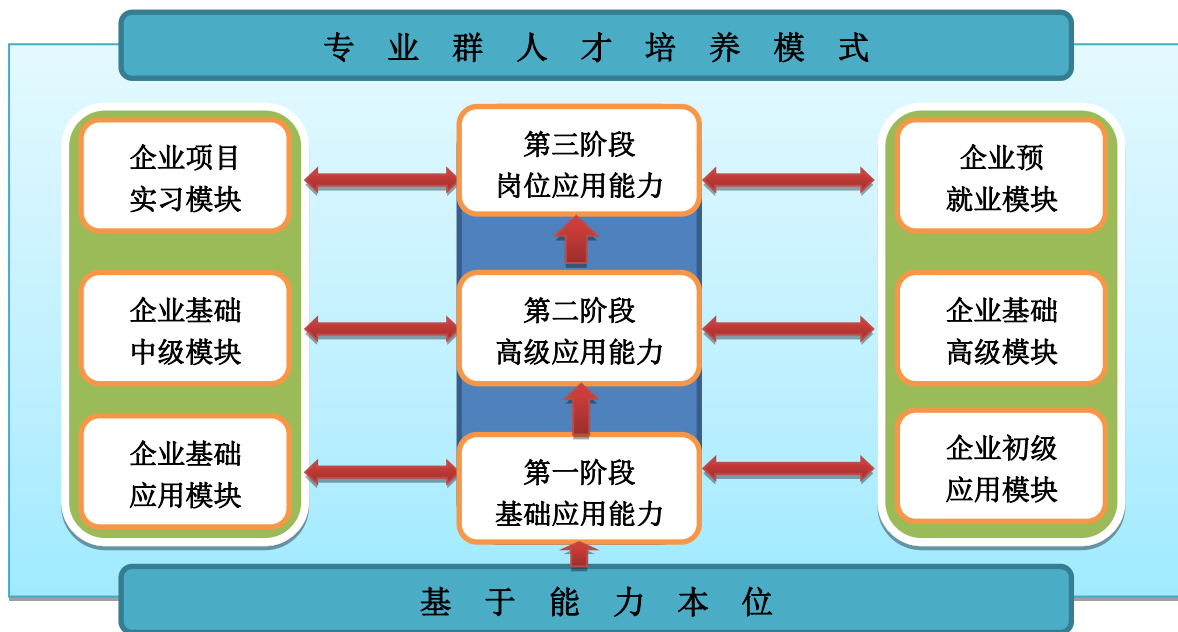 专业群人才培养模式
企业项目
实习模块
第三阶段
岗位应用能力
企业预
就业模块
企业基础
中级模块
第二阶段
高级应用能力
企业基础
高级模块
企业基础
应用模块
第一阶段
基础应用能力
企业初级
应用模块
基于能力本位